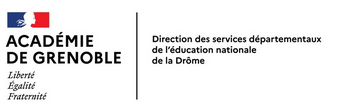 ACADÉMIE
DE GRENOBLE
Liberté
Égalité
Fraternité
Direction des services départementaux
de l'éducation nationale
de la Drôme